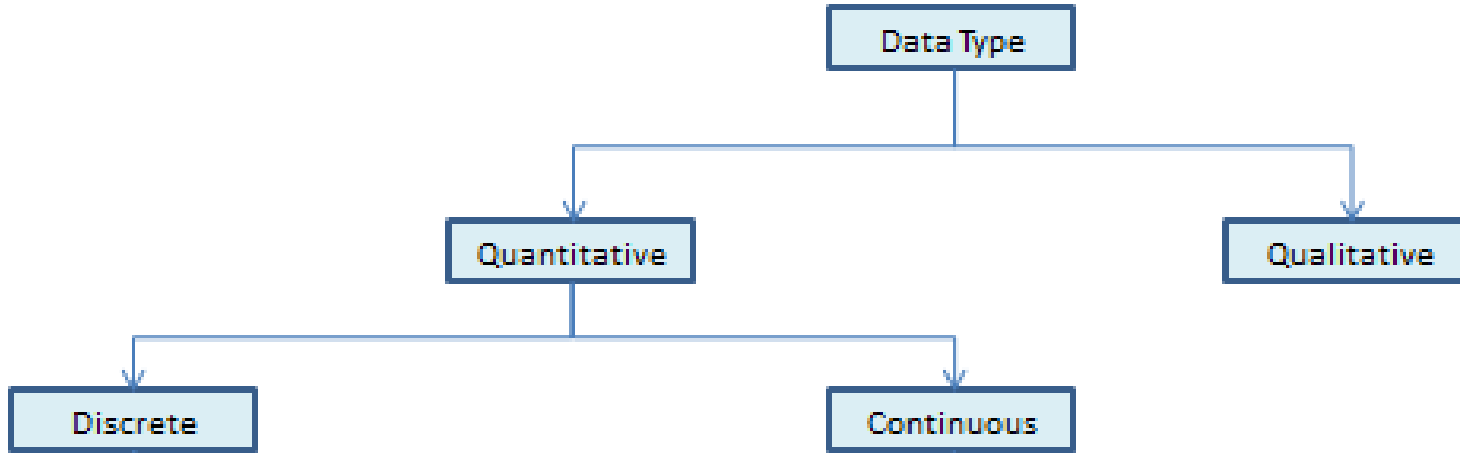 Data Type
Quantitative
Qualitative
Discrete
Continuous